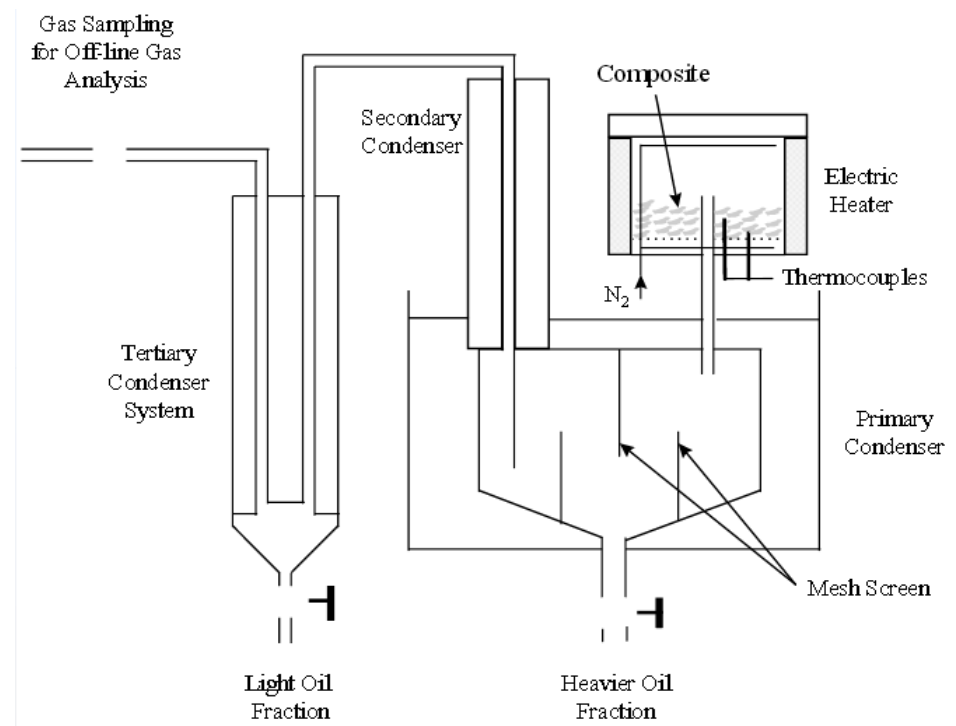 Gas Sampling
for Off-line Gas
Analysis
Secondary
Condenser
Composite
Electric
Heater
Thermocouples
N2
Tertiary
Condenser
System
Primary
Condenser
Mesh Screen
Light Oil
Fraction
Heavier Oil
Fraction